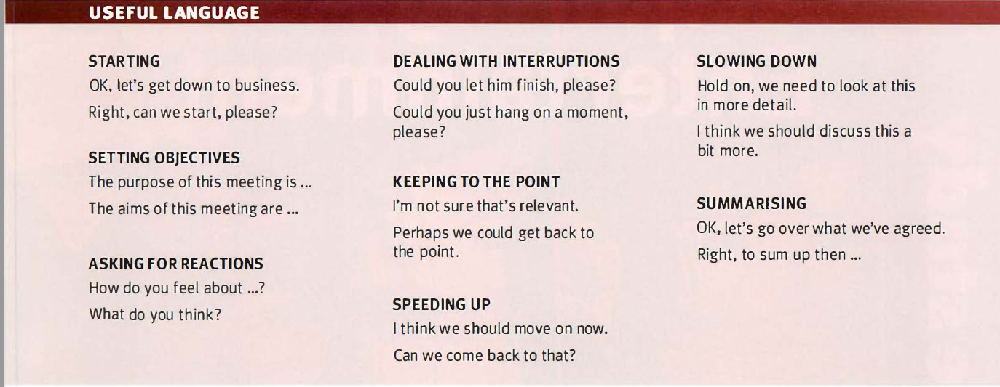 USEFUL LANGUAGE
STARTING
OK, let's get down to business.
Right, can we start, please?
SETTING OBJECTIVES
The purpose of this meeting is ...
The aims of this meeting are ...
ASKING FOR REACTIONS
How do you feel about ...?
What do you think?
DEALING WITH INTERRUPTIONS
Could you let him finish, please?
Could you just hang on a moment,
please?
KEEPING TO THE POINT
I'm not sure that's relevant.
Perhaps we could get back to
the point.
SPEEDING UP
I think we should move on now.
Can we come back to that?
SLOWING DOWN
Hold on, we need to look at this
in more detail.
I think we should discuss this a
bit more.
SUMMARISING
OK, let's go over what we've agreed.
Right, to sum up then ...